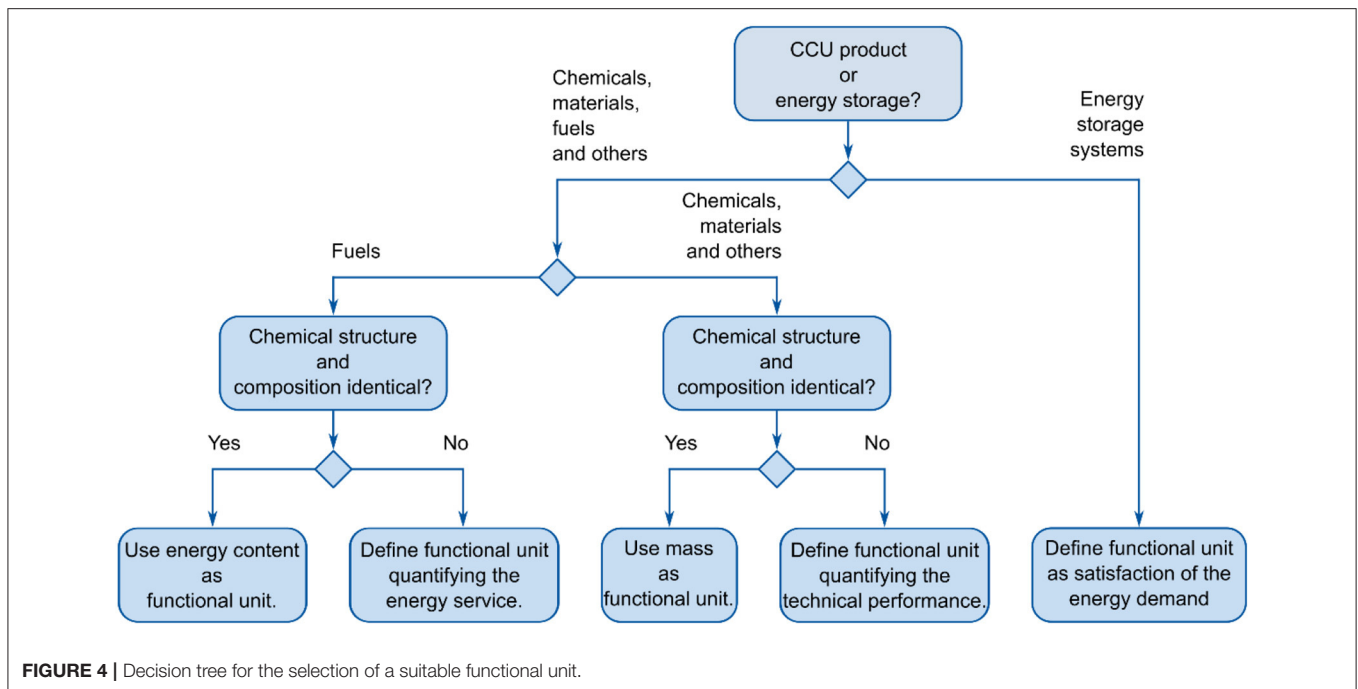 CCU product
or
energy storage?
Chemicals,
materials,
fuels
and others
Energy
storage
systems
Chemicals,
materials
and others
Fuels
Chemical structure
and
composition identical?
Chemical structure
and
composition identical?
Yes
No
Yes
No
Use energy content
as
functional unit.
Define functional unit
quantifying the
energy service.
Use mass
as
functional unit.
Define functional unit
quantifying the
technical performance.
Define functional unit
as satisfaction of the
energy demand
FIGURE 4 | Decision tree for the selection of a suitable functional unit.